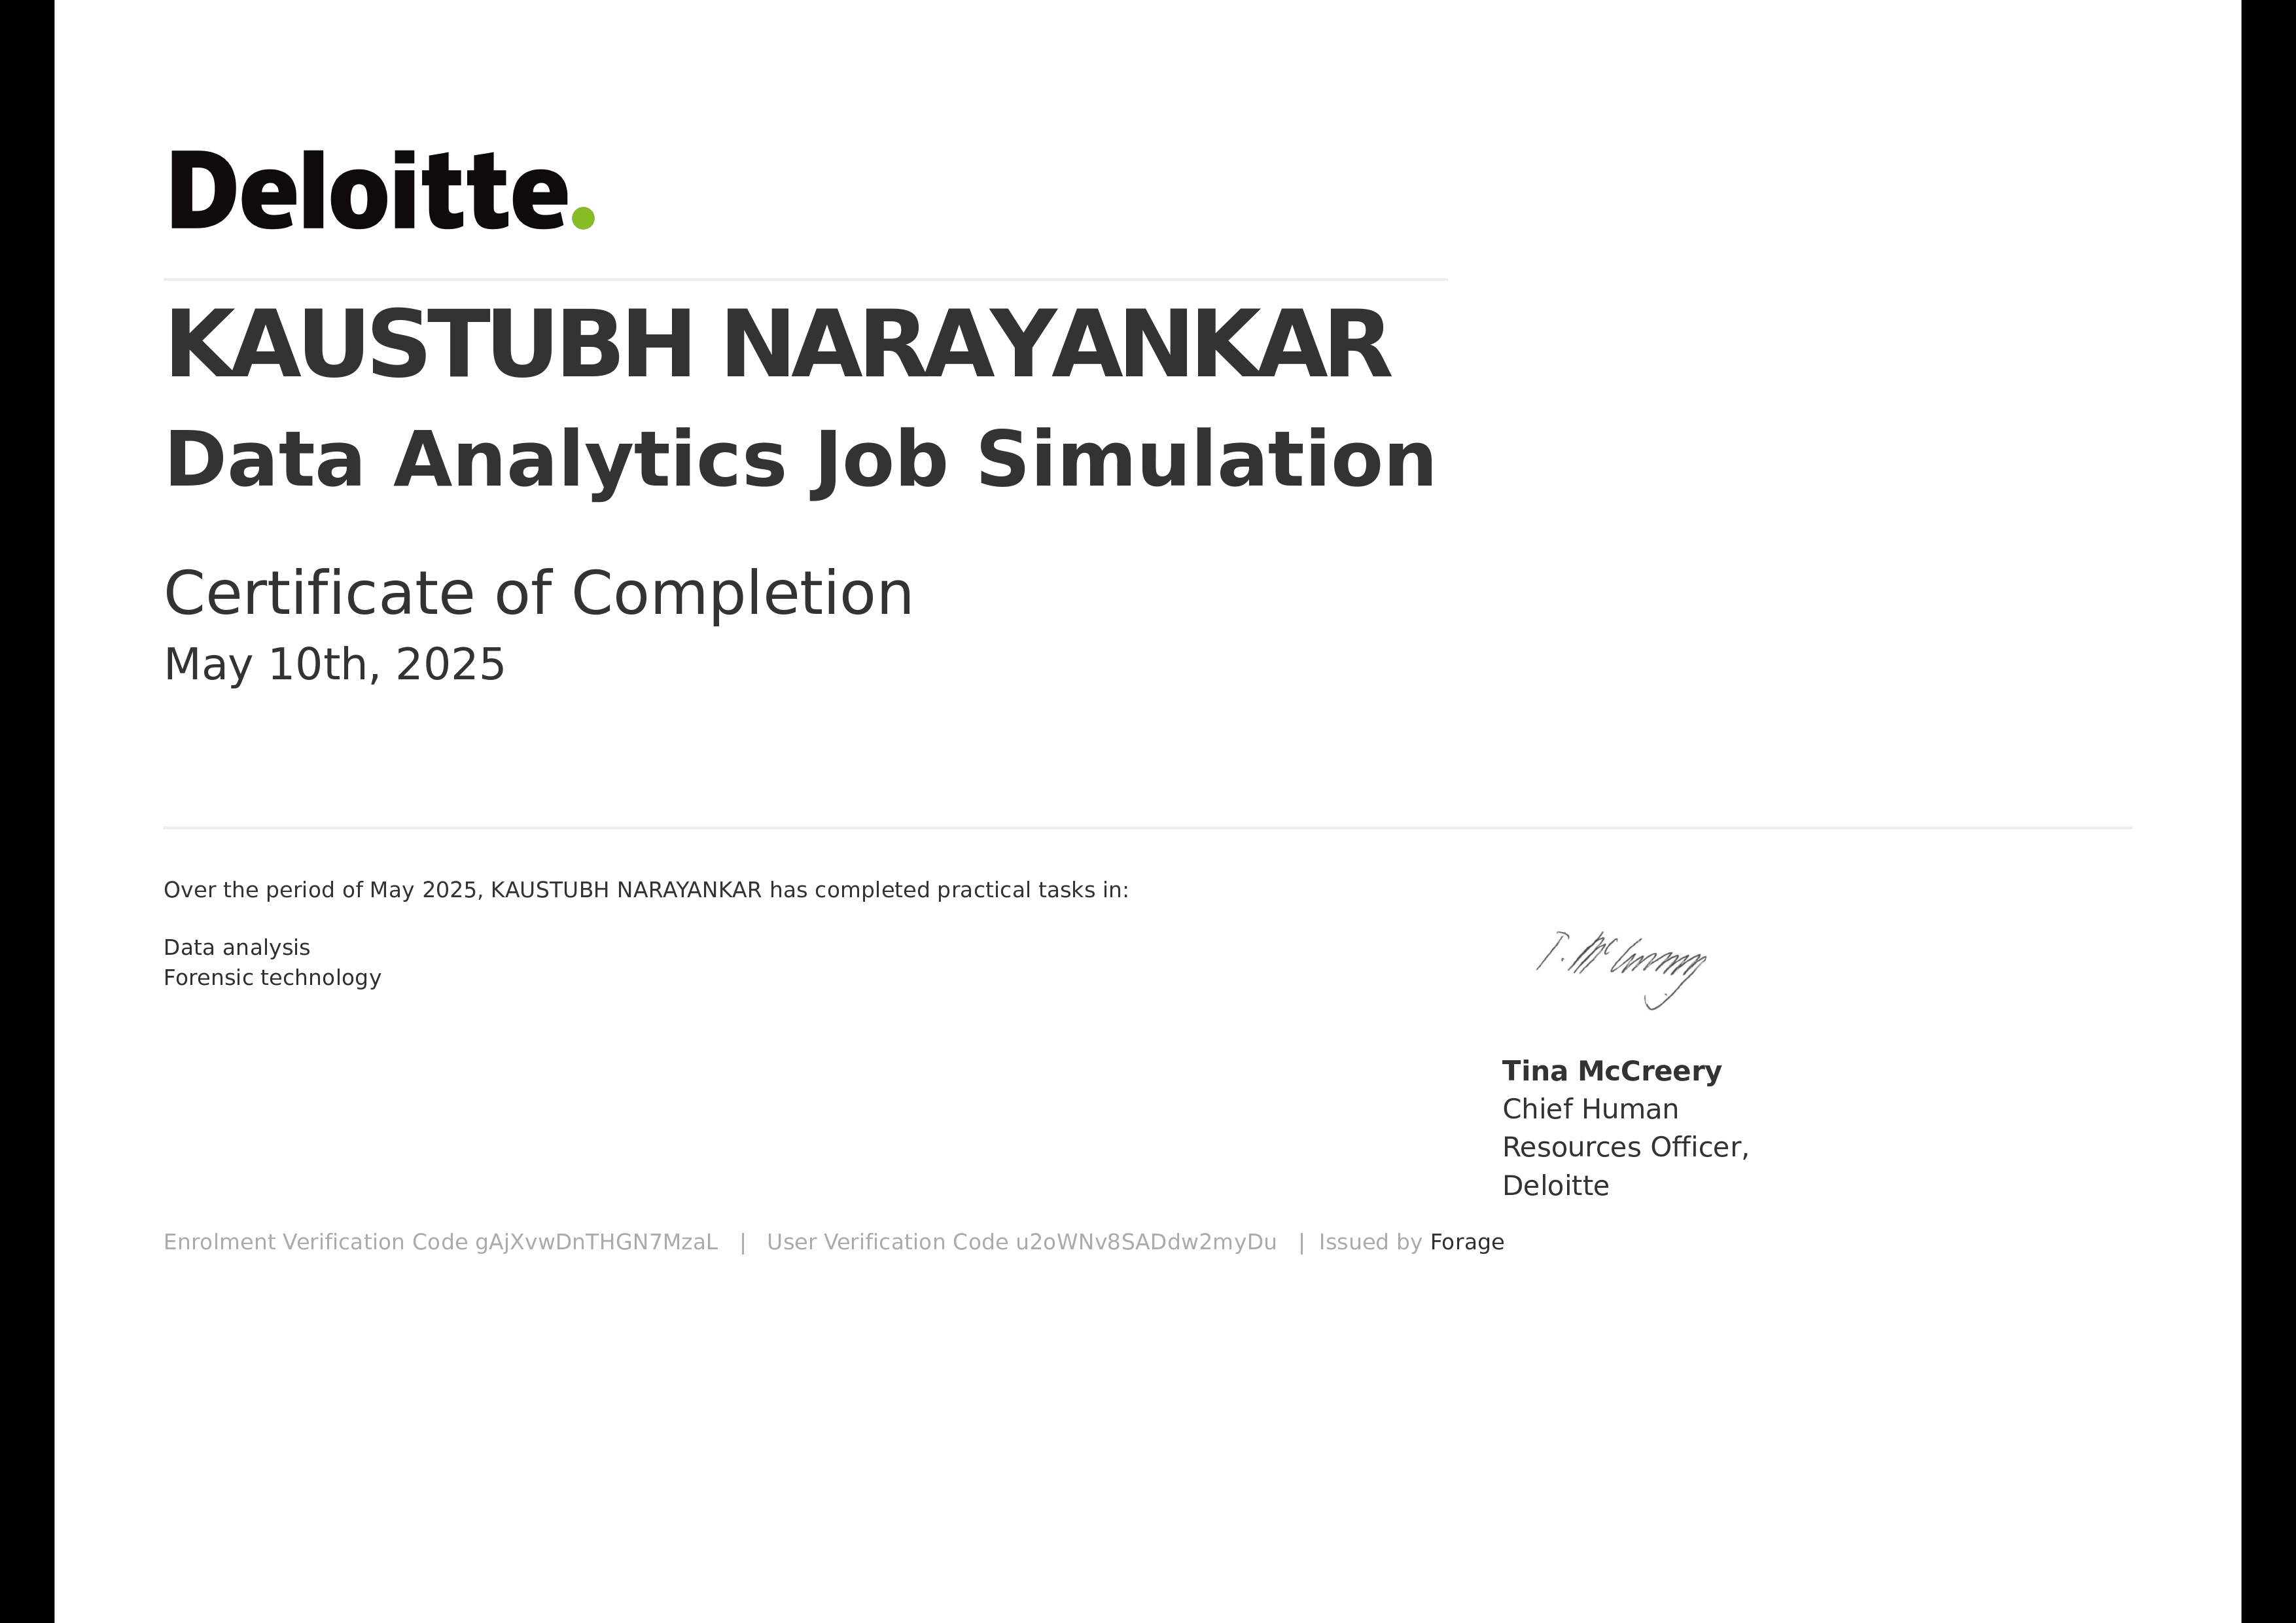 Deloitte.
KAUSTUBH NARAYANKAR
Data Analytics Job Simulation
Certificate of Completion
May 10th, 2025
Over the period of May 2025, KAUSTUBH NARAYANKAR has completed practical tasks in:
Data analysis
Forensic technology
T. McCreery
Tina McCreery
Chief Human
Resources Officer,
Deloitte
Enrolment Verification Code gAjXvwDnTHGN7MzaL | User Verification Code u2oWNv8SADdw2myDu | Issued by Forage